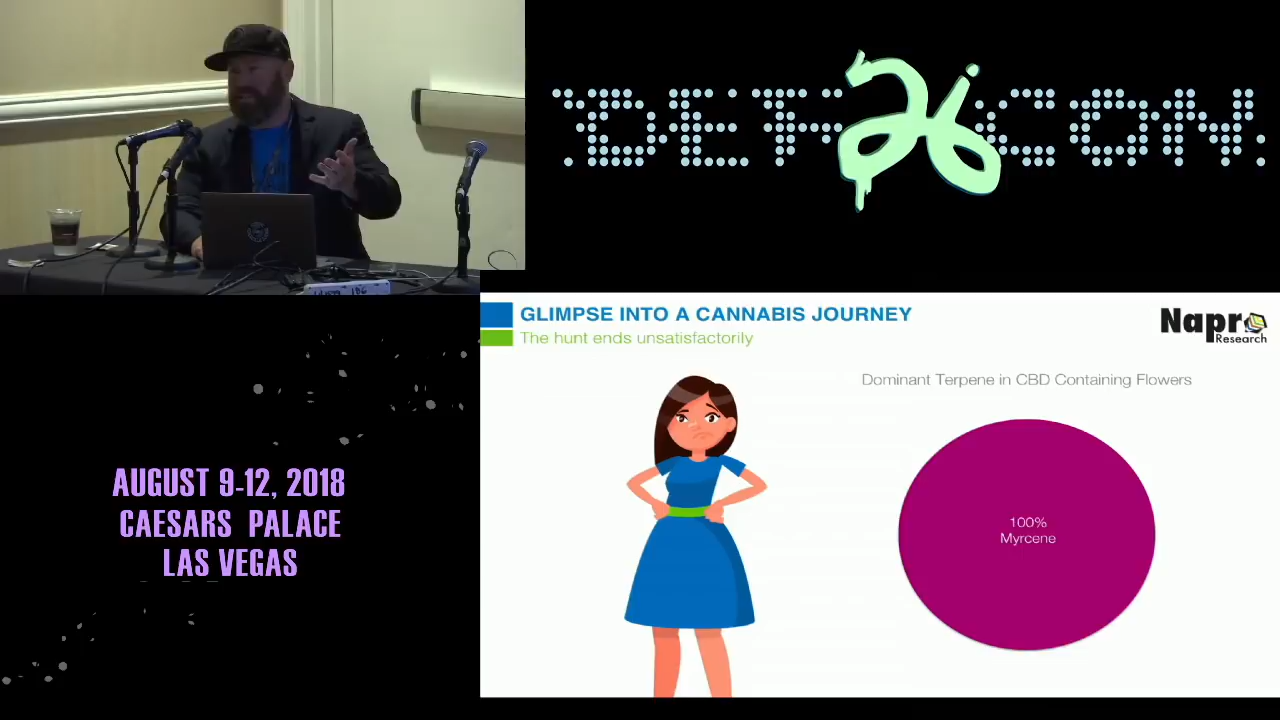 DEF CON
26
AUGUST 9-12, 2018
CAESARS PALACE
LAS VEGAS
GLIMPSE INTO A CANNABIS JOURNEY
The hunt ends unsatisfactorily
Napro
Research
Dominant Terpene in CBD Containing Flowers
100%
Myrcene